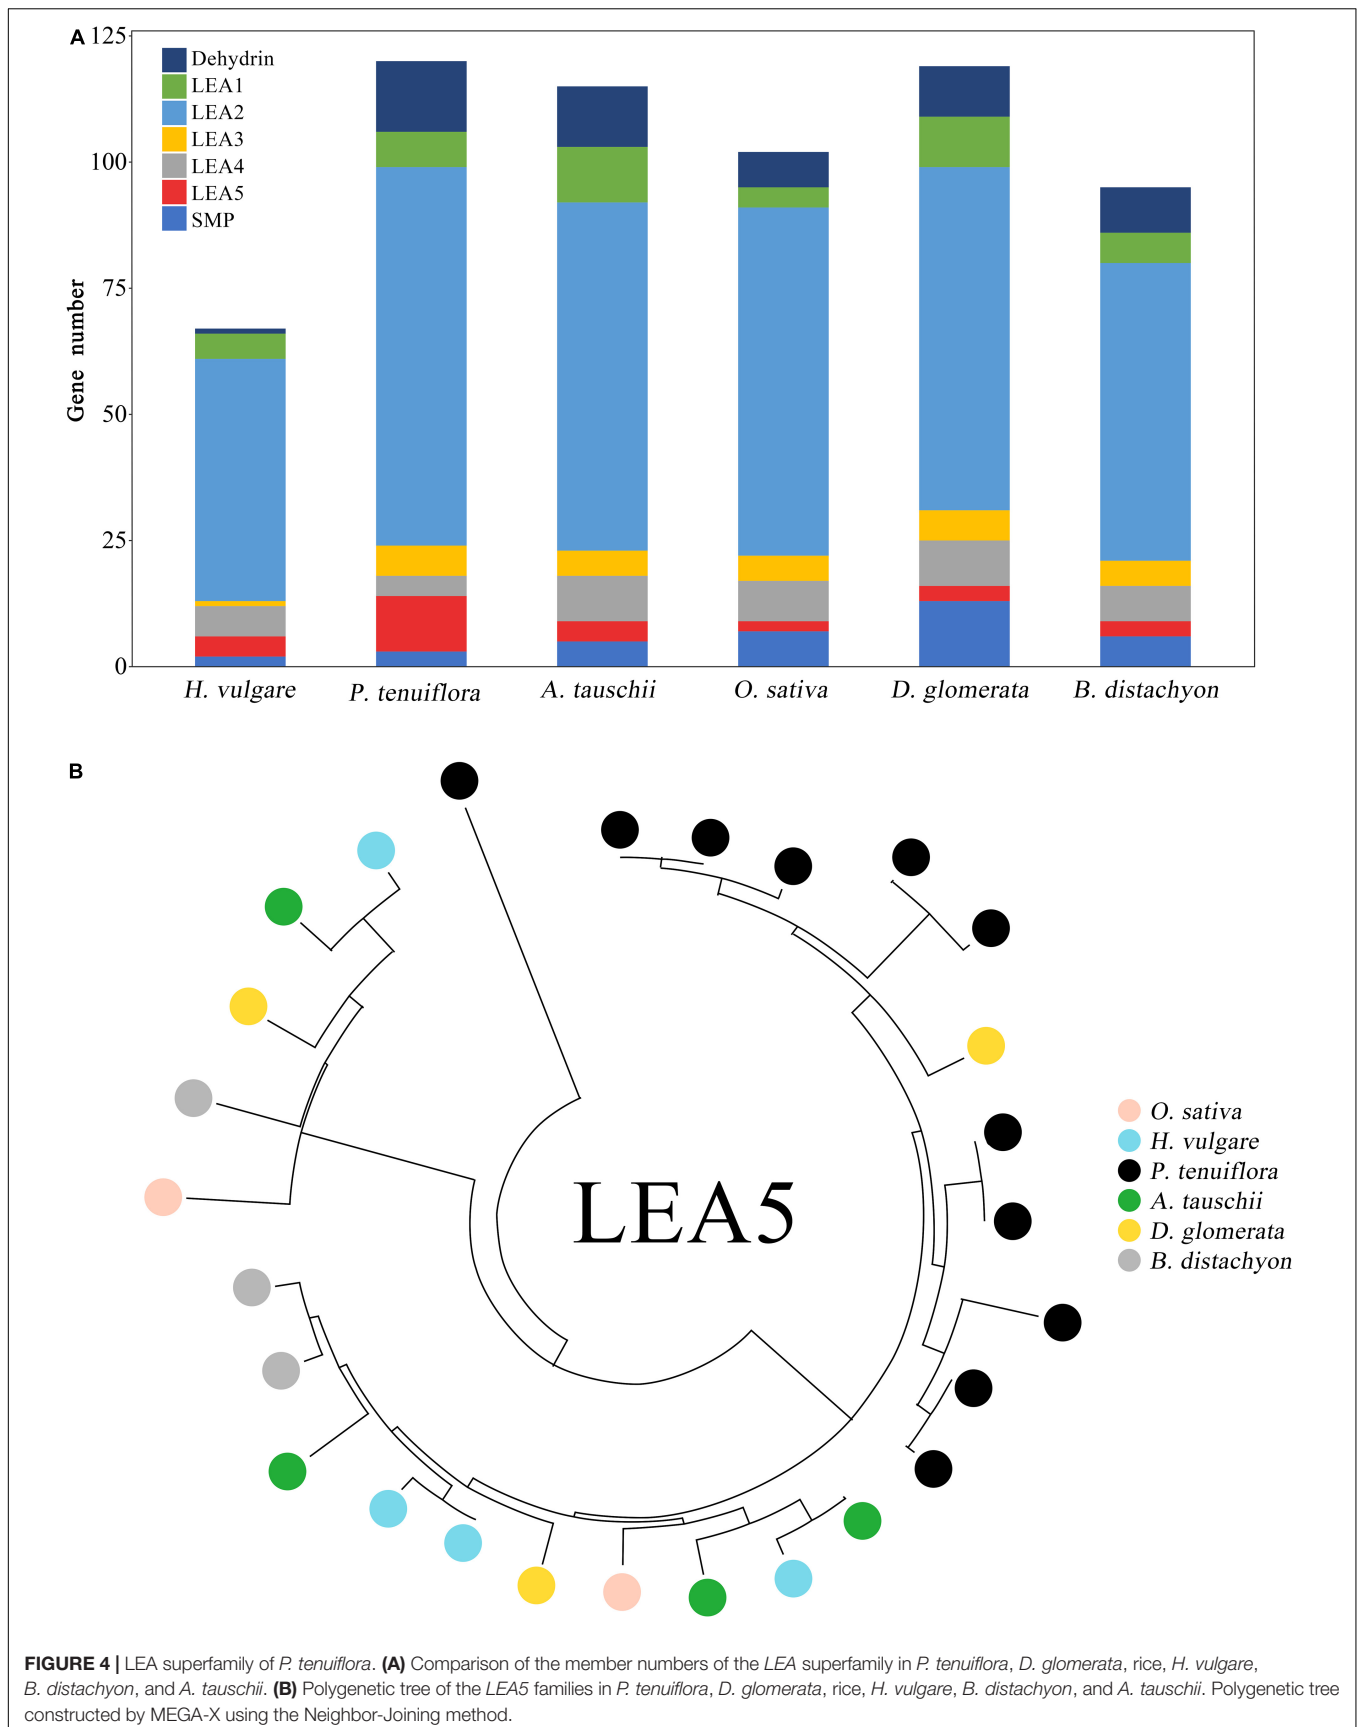 A
125
Dehydrin
LEA1
LEA2
LEA3
LEA4
LEA5
SMP
100
75
50
25
0
Gene number
H. vulgare P. tenuiflora A. tauschii O. sativa D. glomerata B. distachyon
B
LEA5
O. sativa
H. vulgare
P. tenuiflora
A. tauschii
D. glomerata
B. distachyon
FIGURE 4 | LEA superfamily of P. tenuiflora. (A) Comparison of the member numbers of the LEA superfamily in P. tenuiflora, D. glomerata, rice, H. vulgare,
B. distachyon, and A. tauschii. (B) Polygenetic tree of the LEA5 families in P. tenuiflora, D. glomerata, rice, H. vulgare, B. distachyon, and A. tauschii. Polygenetic tree
constructed by MEGA-X using the Neighbor-Joining method.